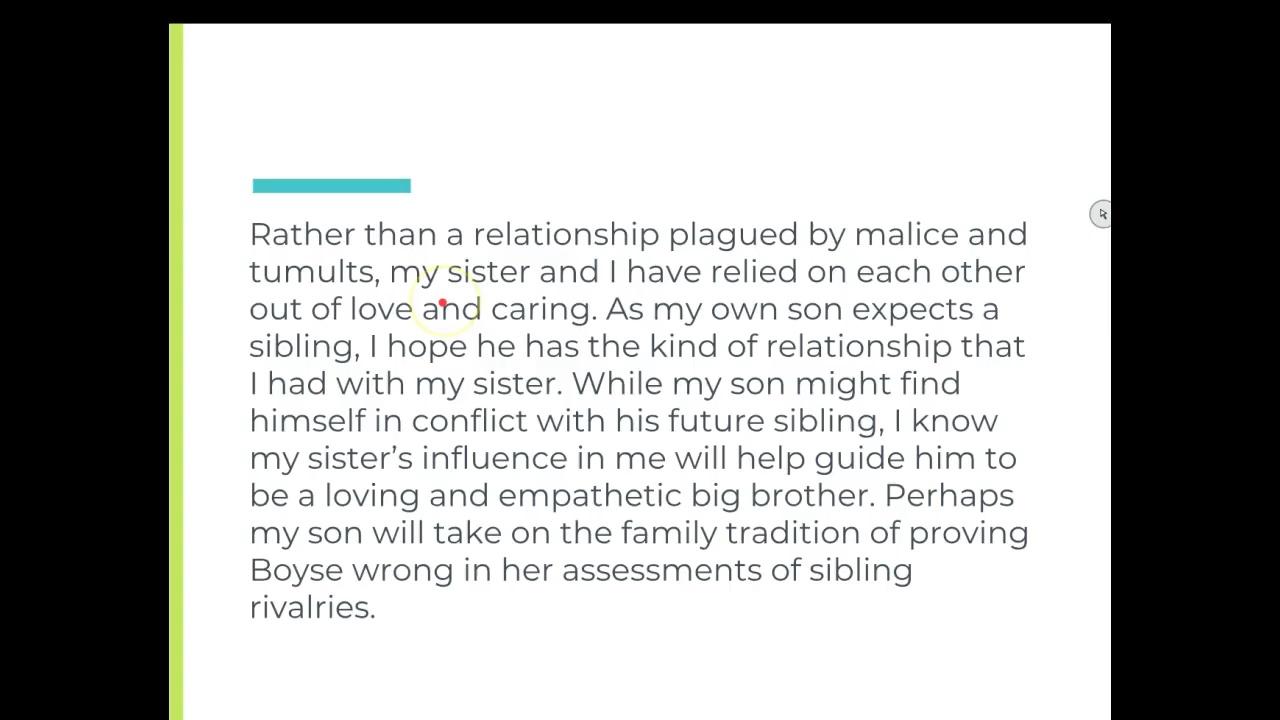 Rather than a relationship plagued by malice and
tumults, my sister and I have relied on each other
out of love and caring. As my own son expects a
sibling, I hope he has the kind of relationship that
I had with my sister. While my son might find
himself in conflict with his future sibling, I know
my sister’s influence in me will help guide him to
be a loving and empathetic big brother. Perhaps
my son will take on the family tradition of proving
Boyse wrong in her assessments of sibling
rivalries.